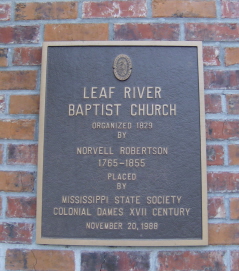 LEAF RIVER
BAPTIST CHURCH
ORGANIZED 1829
BY
NORVELL ROBERTSON
1765-1855
PLACED
BY
MISSISSIPPI STATE SOCIETY
COLONIAL DAMES XVII CENTURY
NOVEMBER 20, 1988